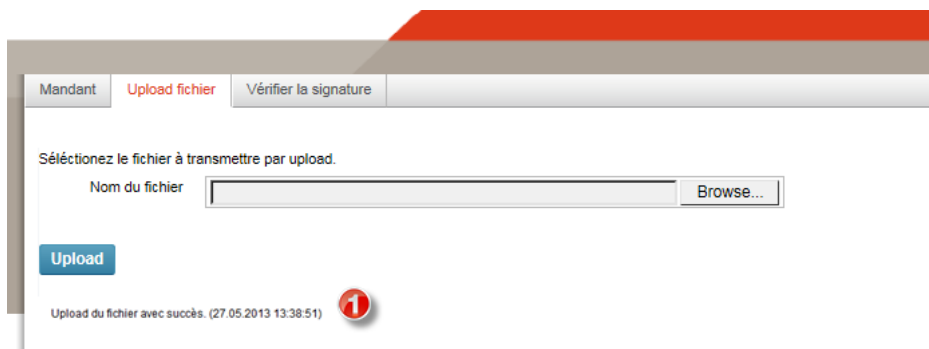 Mandant Upload fichier Vérifier la signature
Séléctionez le fichier à transmettre par upload.
Nom du fichier Browse...
Upload
Upload du fichier avec succès. (27.05.2013 13:38:51) 1